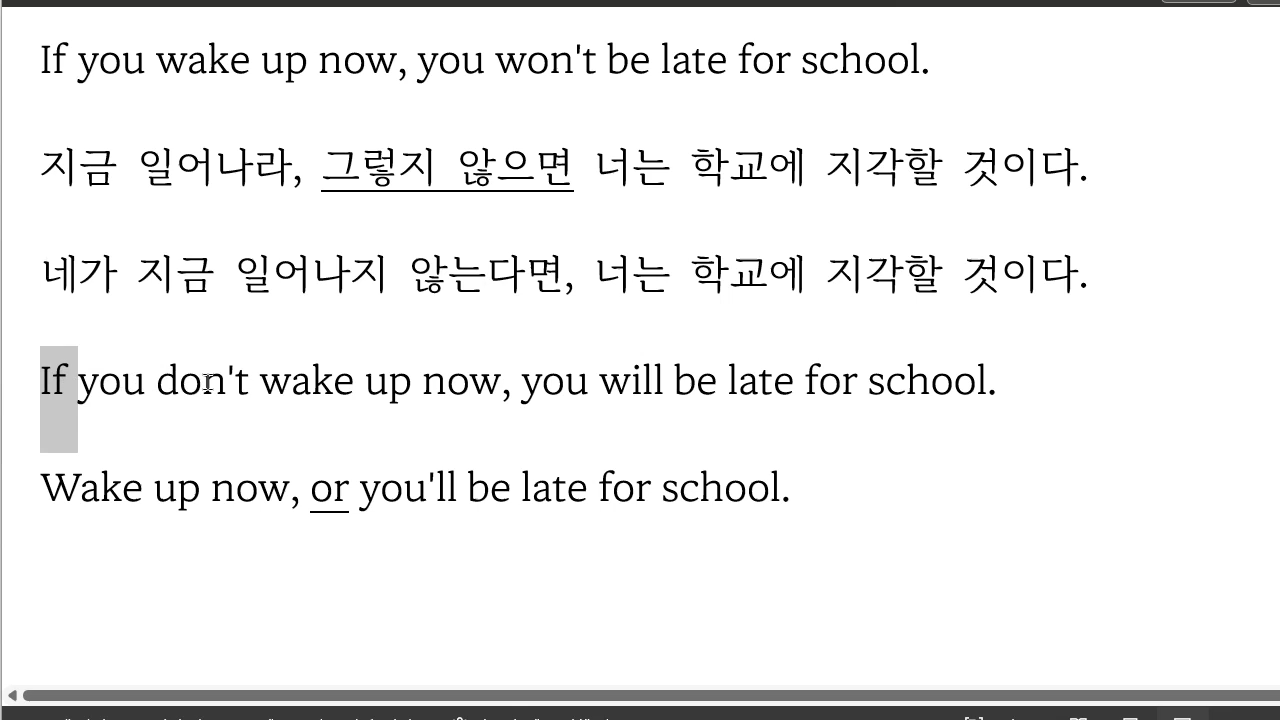 If you wake up now, you won't be late for school.
지금 일어나라, 그렇지 않으면 너는 학교에 지각할 것이다.
네가 지금 일어나지 않는다면, 너는 학교에 지각할 것이다.
If you don't wake up now, you will be late for school.
Wake up now, or you'll be late for school.